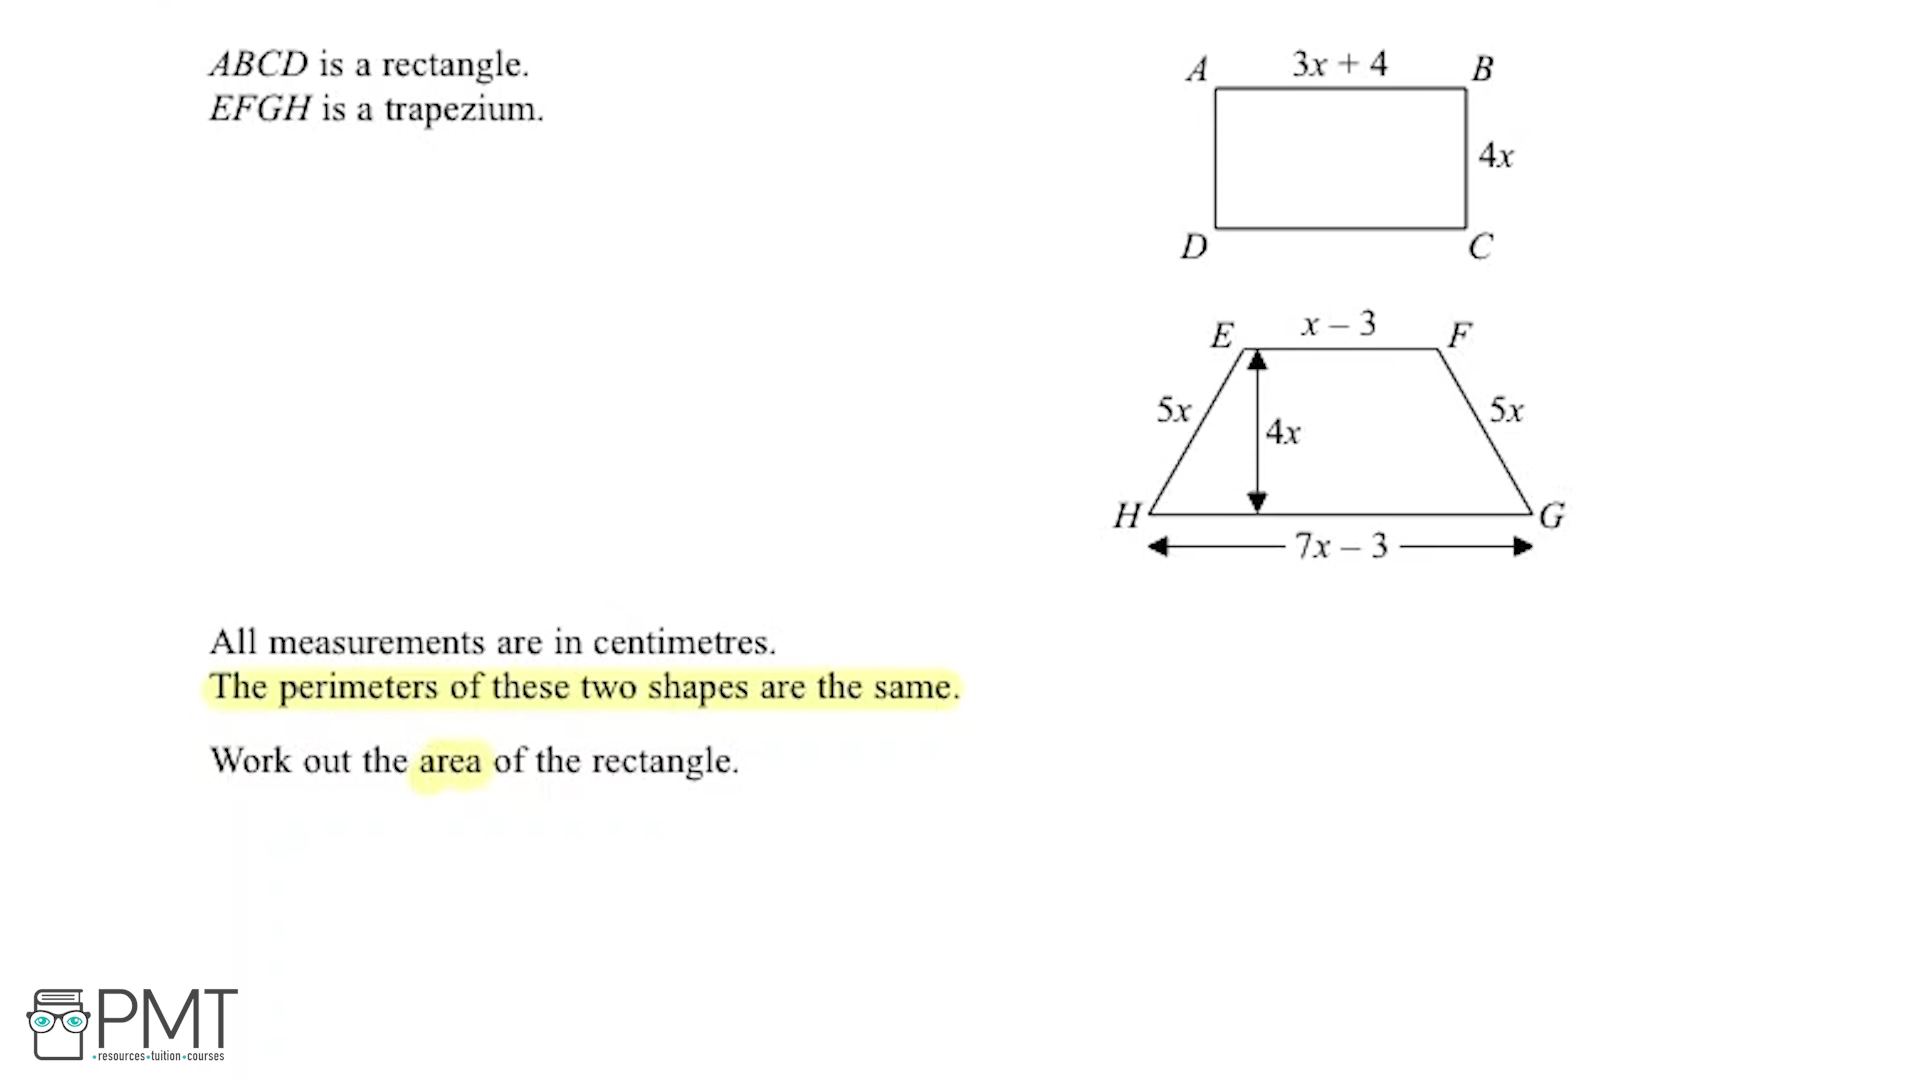 ABCD is a rectangle.
EFGH is a trapezium.
A 3x + 4 B
4x
D C
E x – 3 F
5x 4x 5x
H G
7x – 3
All measurements are in centimetres.
The perimeters of these two shapes are the same.
Work out the area of the rectangle.
PMT
•resources•tuition•courses